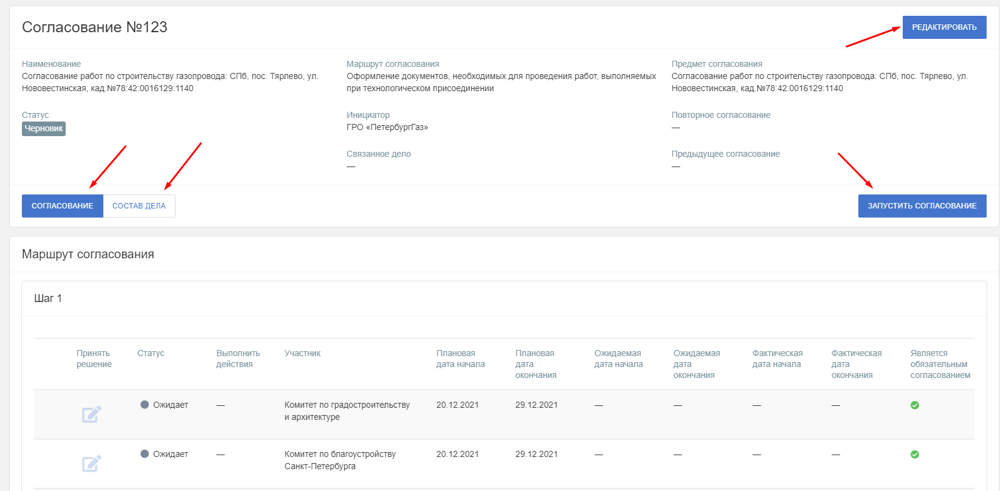 Согласование №123
РЕДАКТИРОВАТЬ
Наименование
Согласование работ по строительству газопровода: СПб, пос. Тярлево, ул.
Нововестинская, кад.№78:42:0016129:1140
Маршрут согласования
Оформление документов, необходимых для проведения работ, выполняемых
при технологическом присоединении
Предмет согласования
Согласование работ по строительству газопровода: СПб, пос. Тярлево, ул.
Нововестинская, кад.№78:42:0016129:1140
Статус
Черновик
Инициатор
ГРО «ПетербургГаз»
Повторное согласование
—
Связанное дело
—
Предыдущее согласование
—
СОГЛАСОВАНИЕ
СОСТАВ ДЕЛА
ЗАПУСТИТЬ СОГЛАСОВАНИЕ
Маршрут согласования
Шаг 1
Принять
решение
Статус
Выполнить
действия
Участник
Плановая
дата начала
Плановая
дата
окончания
Ожидаемая
дата начала
Ожидаемая
дата
окончания
Фактическая
дата начала
Фактическая
дата
окончания
Является
обязательным
согласованием
Ожидает
—
Комитет по градостроительству
и архитектуре
20.12.2021
29.12.2021
—
—
—
—
Ожидает
—
Комитет по благоустройству
Санкт-Петербурга
20.12.2021
29.12.2021
—
—
—
—